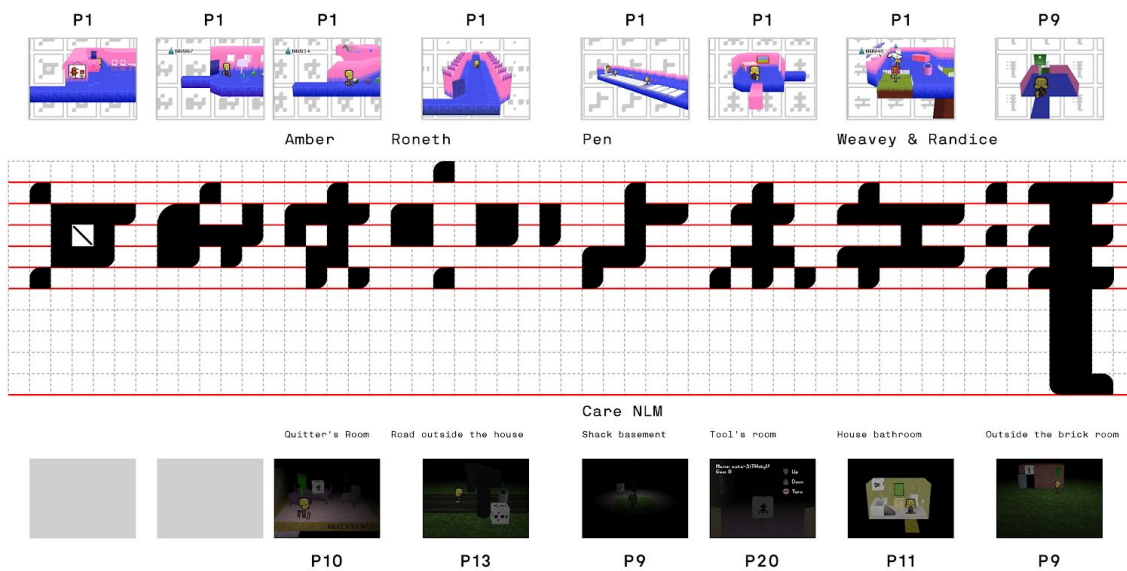 P1 P1 P1 P1 P1 P1 P1 P9
Amber Roneth Pen Weavey & Randice
Care NLM
Quitter's Room Road outside the house Shack basement Tool's room House bathroom Outside the brick room
Up
Down
Turn
P10 P13 P9 P20 P11 P9